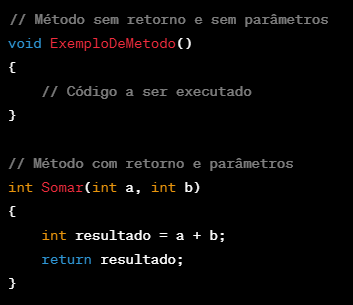 // Método sem retorno e sem parâmetros
void ExemploDeMetodo()
{
    // Código a ser executado
}

// Método com retorno e parâmetros
int Somar(int a, int b)
{
    int resultado = a + b;
    return resultado;
}